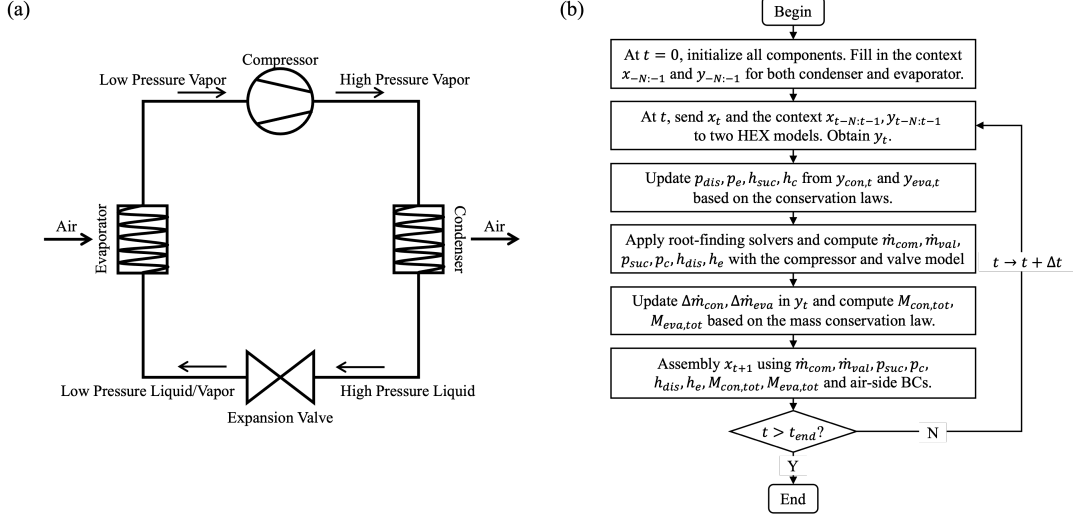 (a)
Compressor
Low Pressure Vapor
High Pressure Vapor
Air
Evaporator
Condenser
Air
Low Pressure Liquid/Vapor
High Pressure Liquid
Expansion Valve
(b)
Begin
At t = 0, initialize all components. Fill in the context
x_{-N:-1} and y_{-N:-1} for both condenser and evaporator.
At t, send x_t and the context x_{t-N:t-1}, y_{t-N:t-1}
to two HEX models. Obtain y_t.
Update p_{dis}, p_e, h_{suc}, h_c from y_{con,t} and y_{eva,t}
based on the conservation laws.
Apply root-finding solvers and compute ṁ_{com}, ṁ_{val},
p_{suc}, p_c, h_{dis}, h_e with the compressor and valve model
t → t + Δt
Update Δṁ_{con}, Δṁ_{eva} in y_t and compute M_{con,tot},
M_{eva,tot} based on the mass conservation law.
Assembly x_{t+1} using ṁ_{com}, ṁ_{val}, p_{suc}, p_c,
h_{dis}, h_e, M_{con,tot}, M_{eva,tot} and air-side BCs.
t > t_{end}?
N
Y
End